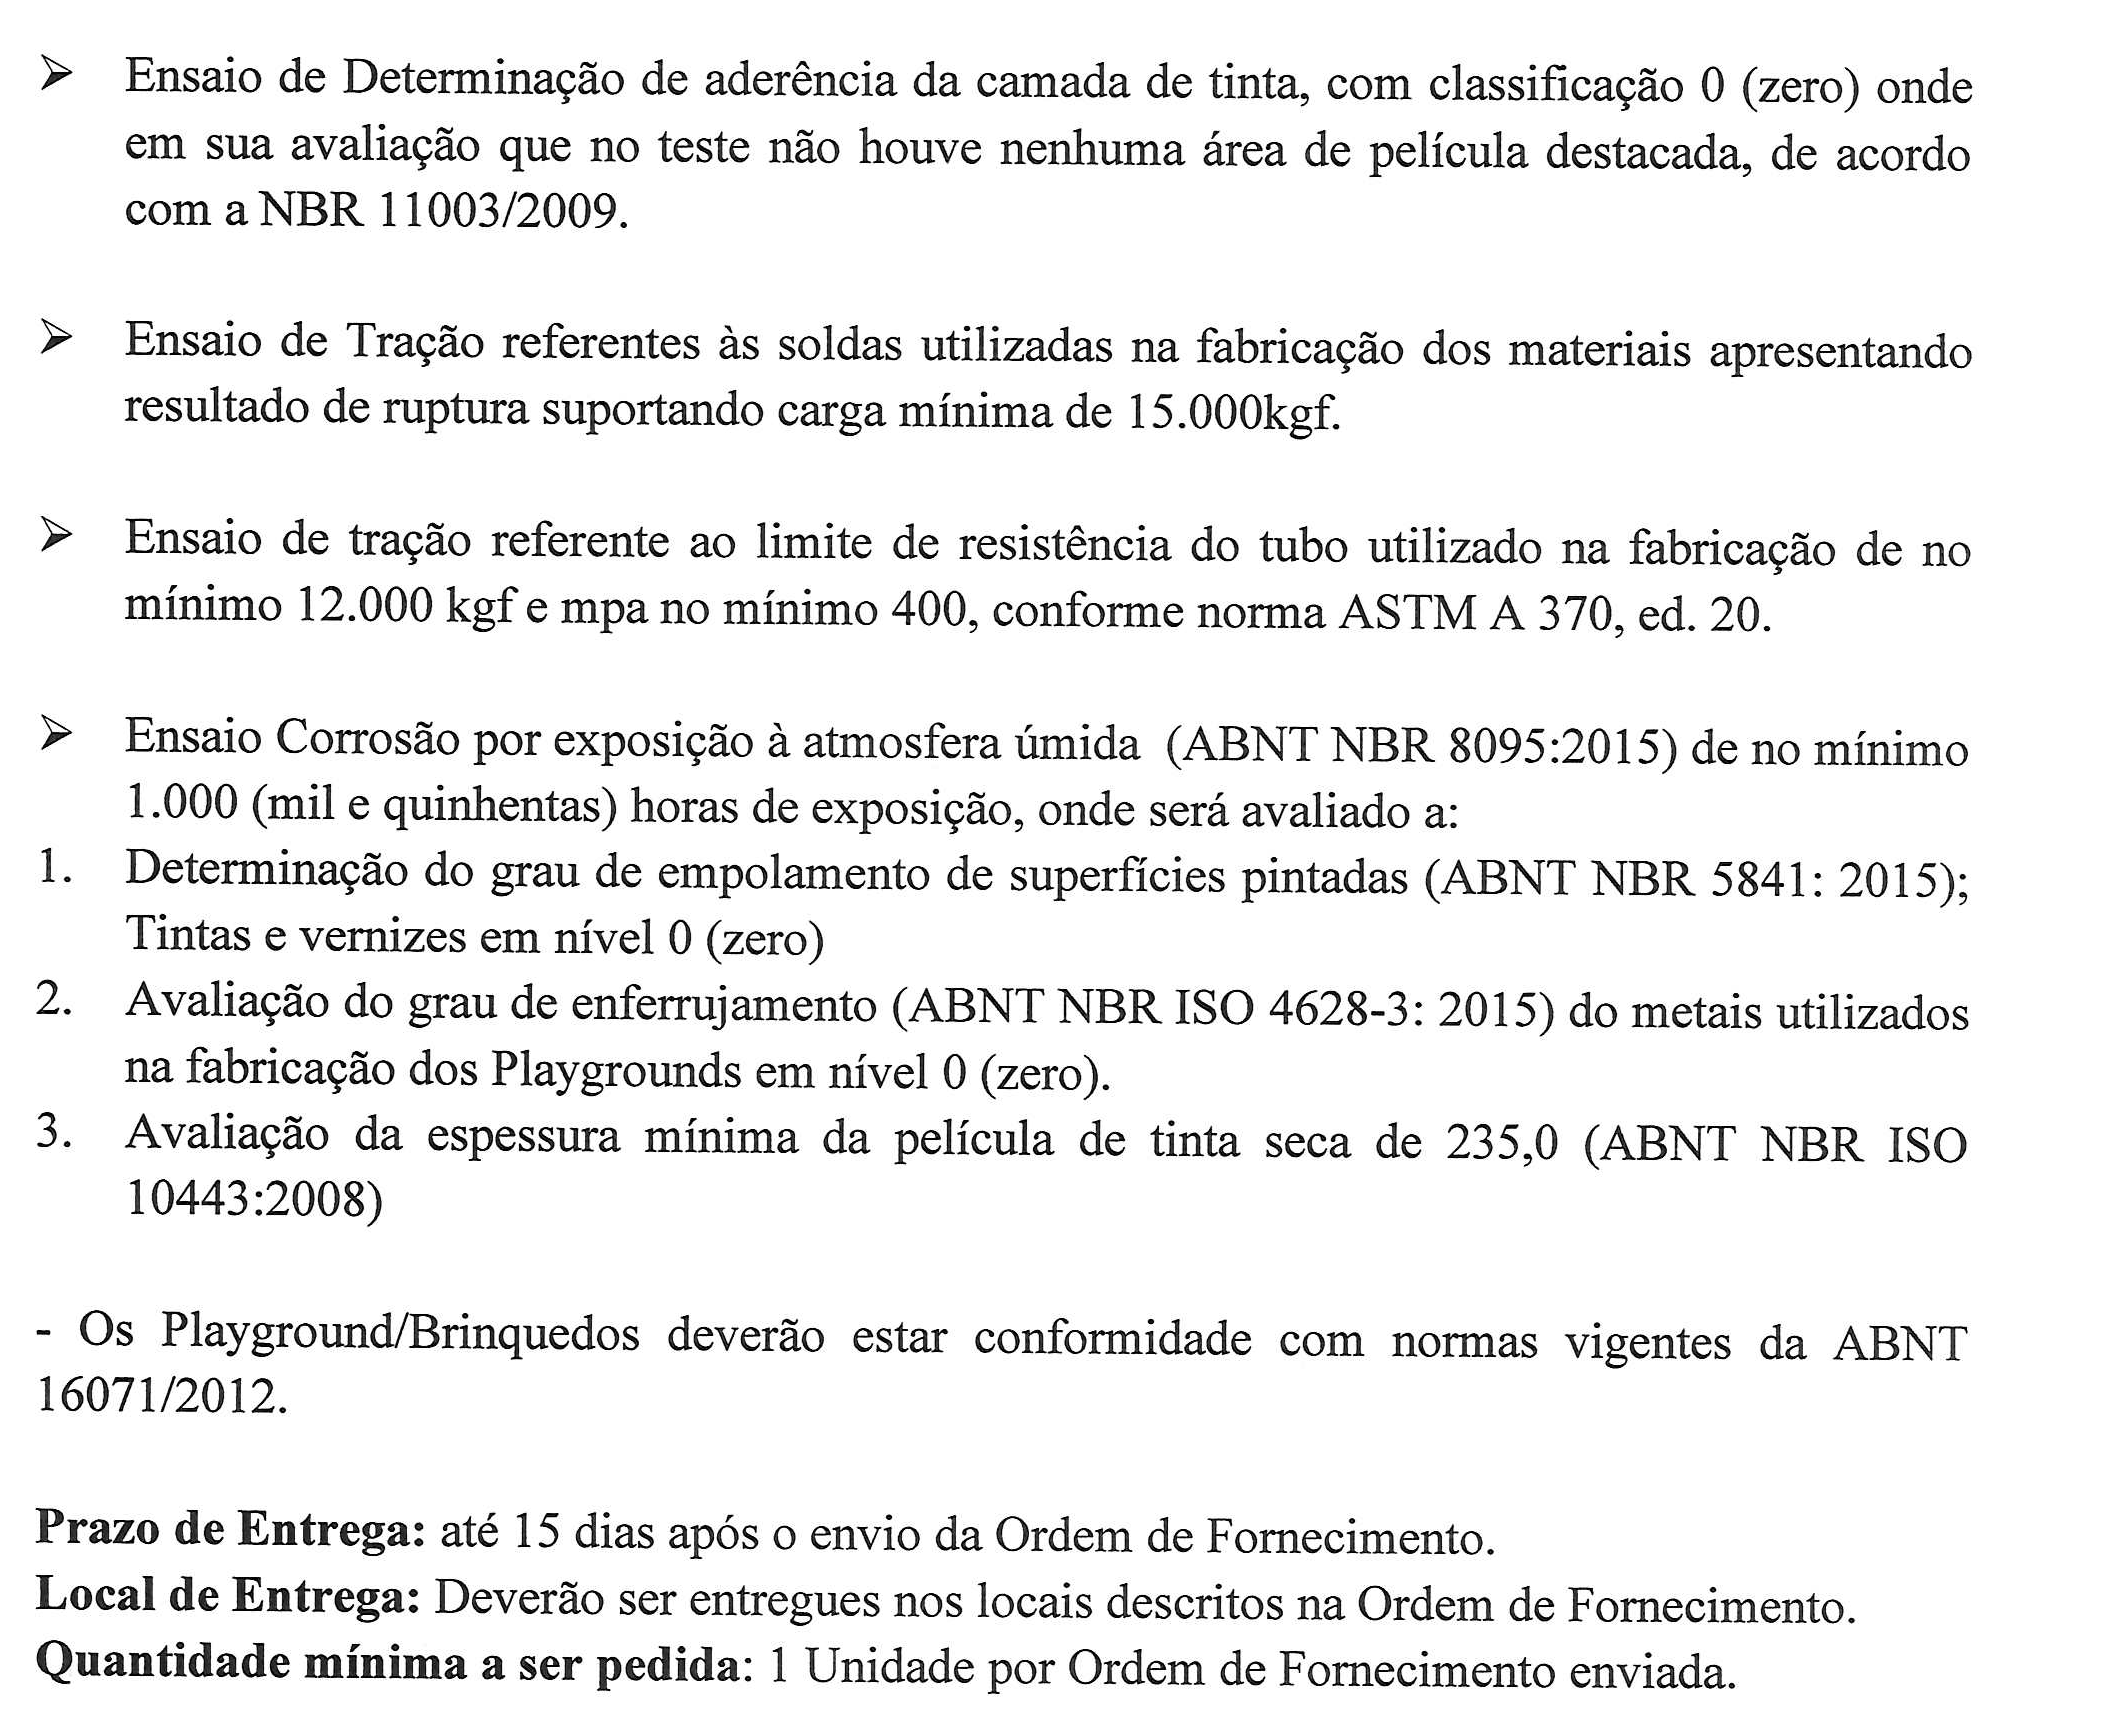 ➢ Ensaio de Determinação de aderência da camada de tinta, com classificação 0 (zero) onde
em sua avaliação que no teste não houve nenhuma área de película destacada, de acordo
com a NBR 11003/2009.
➢ Ensaio de Tração referentes às soldas utilizadas na fabricação dos materiais apresentando
resultado de ruptura suportando carga mínima de 15.000kgf.
➢ Ensaio de tração referente ao limite de resistência do tubo utilizado na fabricação de no
mínimo 12.000 kgf e mpa no mínimo 400, conforme norma ASTM A 370, ed. 20.
➢ Ensaio Corrosão por exposição à atmosfera úmida (ABNT NBR 8095:2015) de no mínimo
1.000 (mil e quinhentas) horas de exposição, onde será avaliado a:
1. Determinação do grau de empolamento de superfícies pintadas (ABNT NBR 5841: 2015);
Tintas e vernizes em nível 0 (zero)
2. Avaliação do grau de enferrujamento (ABNT NBR ISO 4628-3: 2015) do metais utilizados
na fabricação dos Playgrounds em nível 0 (zero).
3. Avaliação da espessura mínima da película de tinta seca de 235,0 (ABNT NBR ISO
10443:2008)
- Os Playground/Brinquedos deverão estar conformidade com normas vigentes da ABNT
16071/2012.
Prazo de Entrega: até 15 dias após o envio da Ordem de Fornecimento.
Local de Entrega: Deverão ser entregues nos locais descritos na Ordem de Fornecimento.
Quantidade mínima a ser pedida: 1 Unidade por Ordem de Fornecimento enviada.